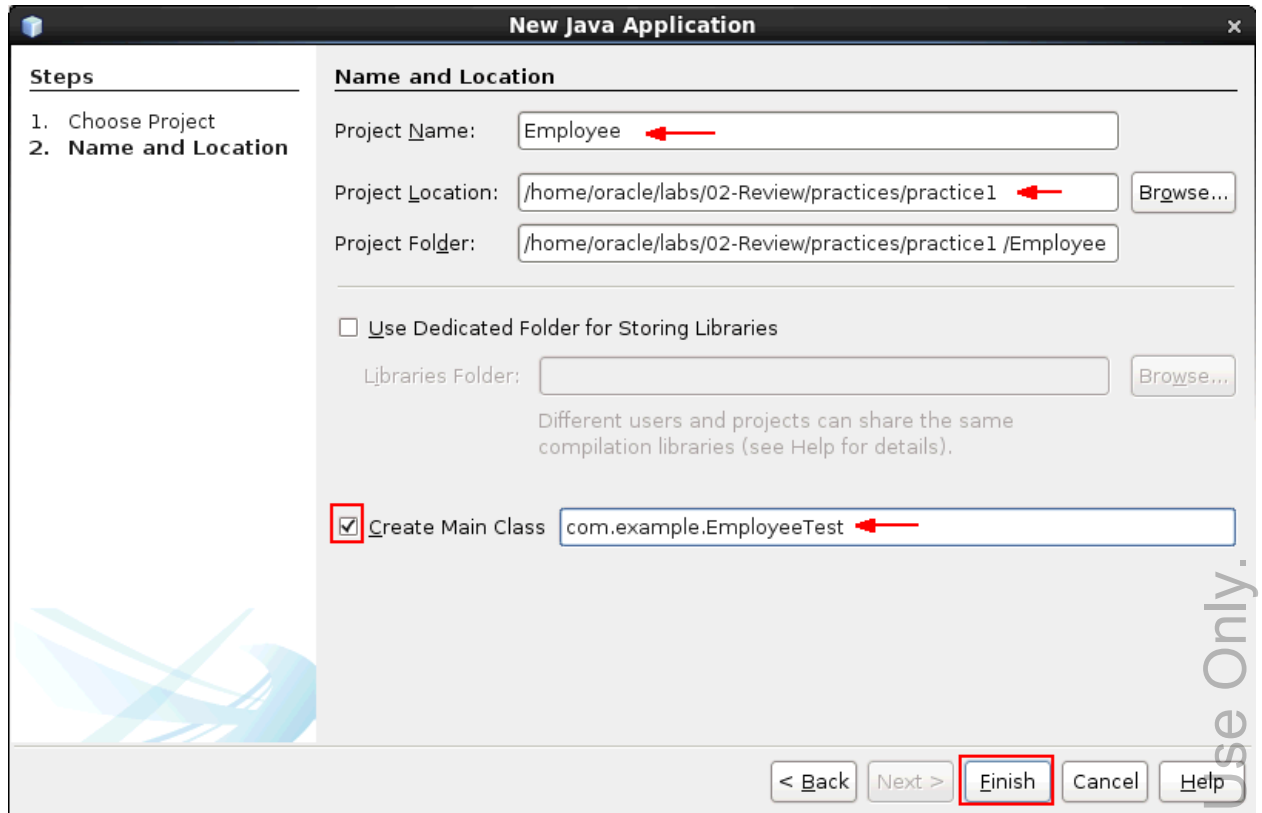 New Java Application
Steps
1. Choose Project
2. Name and Location
Name and Location
Project Name: Employee
Project Location: /home/oracle/labs/02-Review/practices/practice1 Browse...
Project Folder: /home/oracle/labs/02-Review/practices/practice1 /Employee
Use Dedicated Folder for Storing Libraries
Libraries Folder: Browse...
Different users and projects can share the same
compilation libraries (see Help for details).
Create Main Class com.example.EmployeeTest
< Back Next > Finish Cancel Help
Use Only.